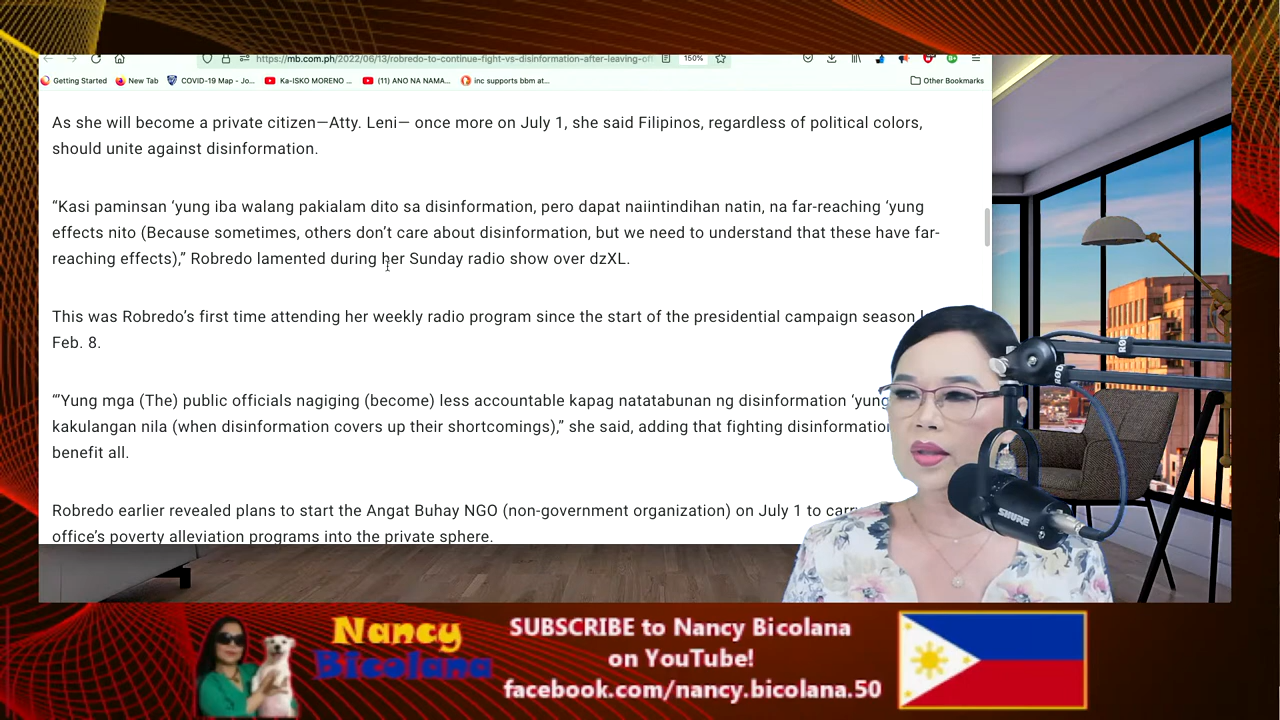 https://mb.com.ph/2022/06/13/robredo-to-continue-fight-vs-disinformation-after-leaving-of
150%
Getting Started
New Tab
COVID-19 Map - Jo...
Ka-ISKO MORENO ...
(11) ANO NA NAMA...
inc supports bbm at...
Other Bookmarks
As she will become a private citizen—Atty. Leni— once more on July 1, she said Filipinos, regardless of political colors,
should unite against disinformation.
“Kasi paminsan ‘yung iba walang pakialam dito sa disinformation, pero dapat naiintindihan natin, na far-reaching ‘yung
effects nito (Because sometimes, others don’t care about disinformation, but we need to understand that these have far-
reaching effects),” Robredo lamented during her Sunday radio show over dzXL.
This was Robredo’s first time attending her weekly radio program since the start of the presidential campaign season
Feb. 8.
“’Yung mga (The) public officials nagiging (become) less accountable kapag natatabunan ng disinformation ‘yung
kakulangan nila (when disinformation covers up their shortcomings),” she said, adding that fighting disinformation
benefit all.
Robredo earlier revealed plans to start the Angat Buhay NGO (non-government organization) on July 1 to carry
office’s poverty alleviation programs into the private sphere.
RODE
SHURE
Nancy
Bicolana
SUBSCRIBE to Nancy Bicolana
on YouTube!
facebook.com/nancy.bicolana.50